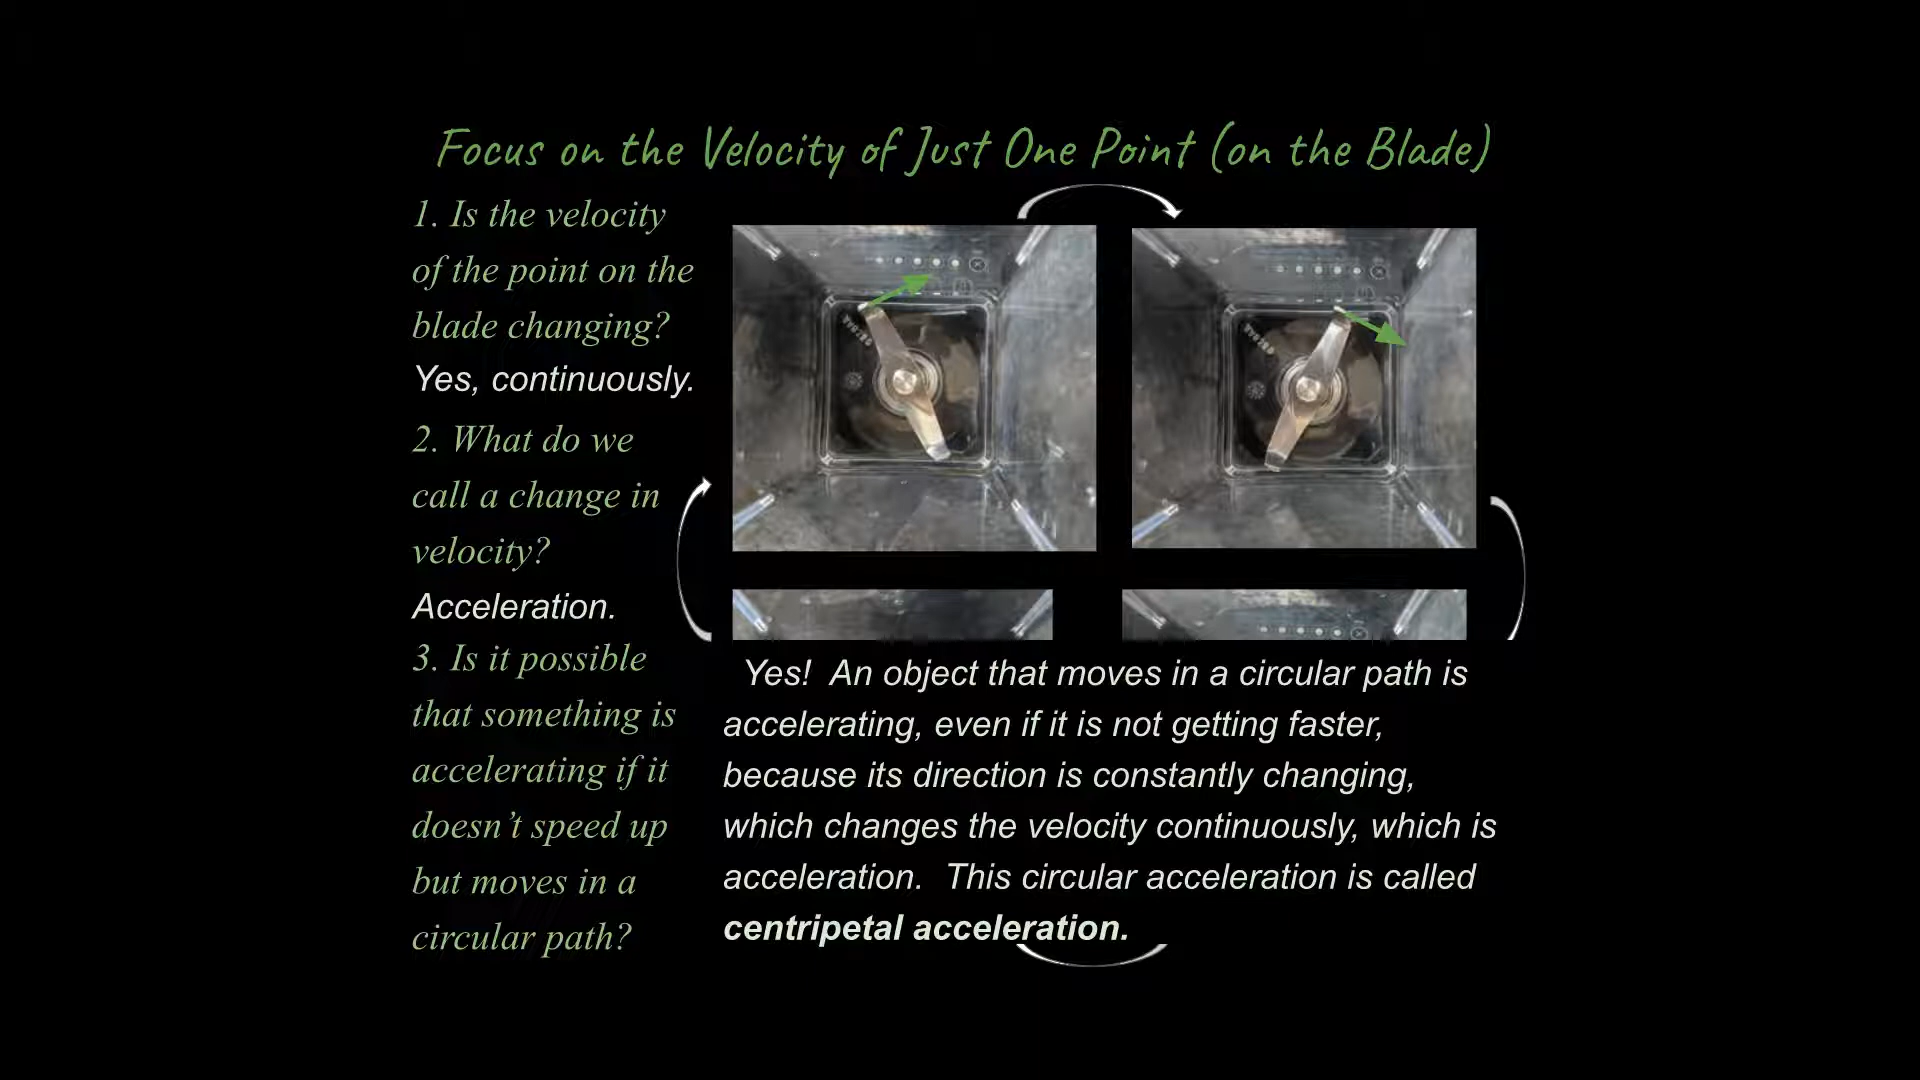 Focus on the Velocity of Just One Point (on the Blade)
1. Is the velocity
of the point on the
blade changing?
Yes, continuously.
2. What do we
call a change in
velocity?
Acceleration.
3. Is it possible
that something is
accelerating if it
doesn’t speed up
but moves in a
circular path?
Yes!  An object that moves in a circular path is
accelerating, even if it is not getting faster,
because its direction is constantly changing,
which changes the velocity continuously, which is
acceleration.  This circular acceleration is called
centripetal acceleration.